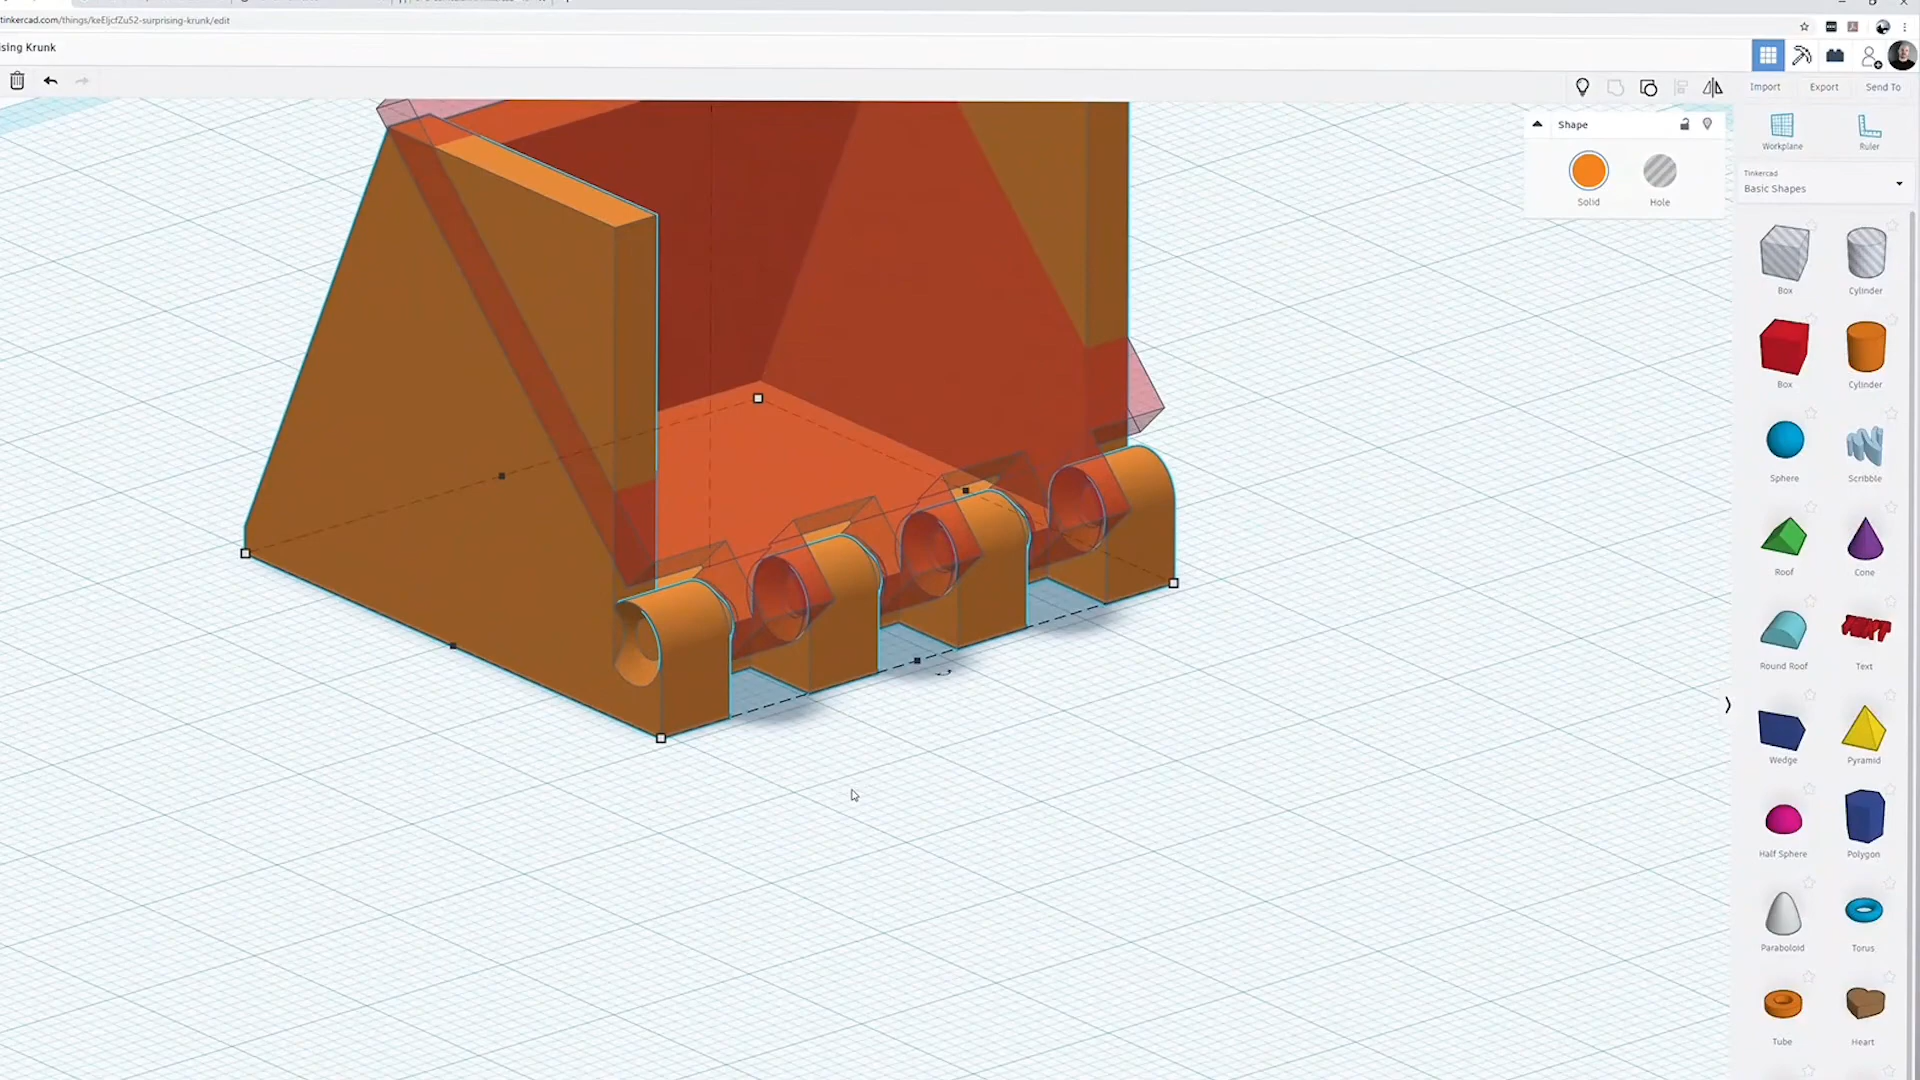 tinkercad.com/things/keEljcfZu52-surprising-krunk/edit
sing Krunk
Import
Export
Send To
Shape
Solid
Hole
Workplane
Ruler
Tinkercad
Basic Shapes
Box
Cylinder
Box
Cylinder
Sphere
Scribble
Roof
Cone
Round Roof
Text
Wedge
Pyramid
Half Sphere
Polygon
Paraboloid
Torus
Tube
Heart